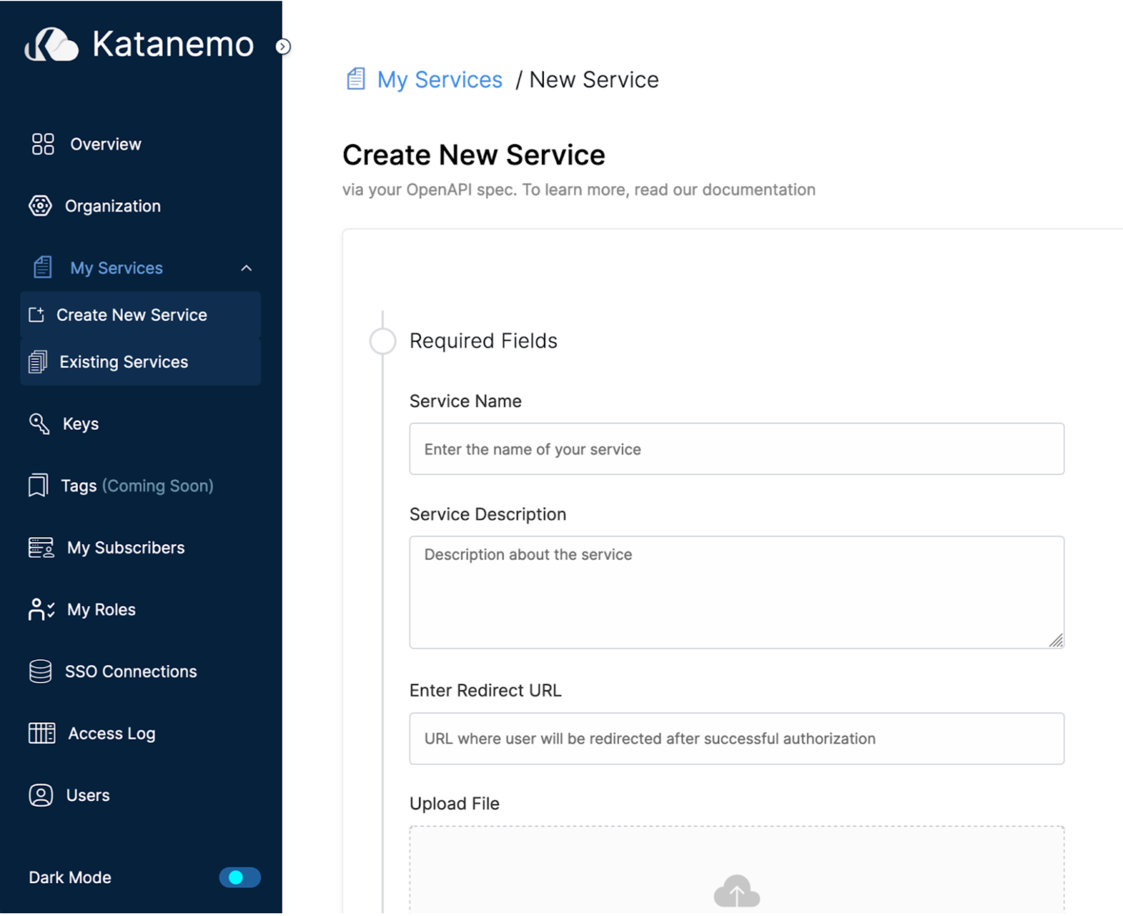 Katanemo
Overview
Organization
My Services
Create New Service
Existing Services
Keys
Tags (Coming Soon)
My Subscribers
My Roles
SSO Connections
Access Log
Users
Dark Mode
My Services / New Service
Create New Service
via your OpenAPI spec. To learn more, read our documentation
Required Fields
Service Name
Enter the name of your service
Service Description
Description about the service
Enter Redirect URL
URL where user will be redirected after successful authorization
Upload File